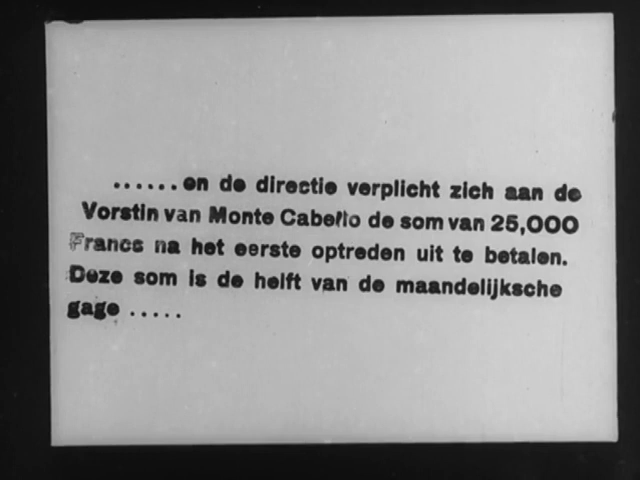 ......en de directie verplicht zich aan de
Vorstin van Monte Cabello de som van 25,000
Francs na het eerste optreden uit te betalen.
Deze som is de helft van de maandelijksche
gage .....